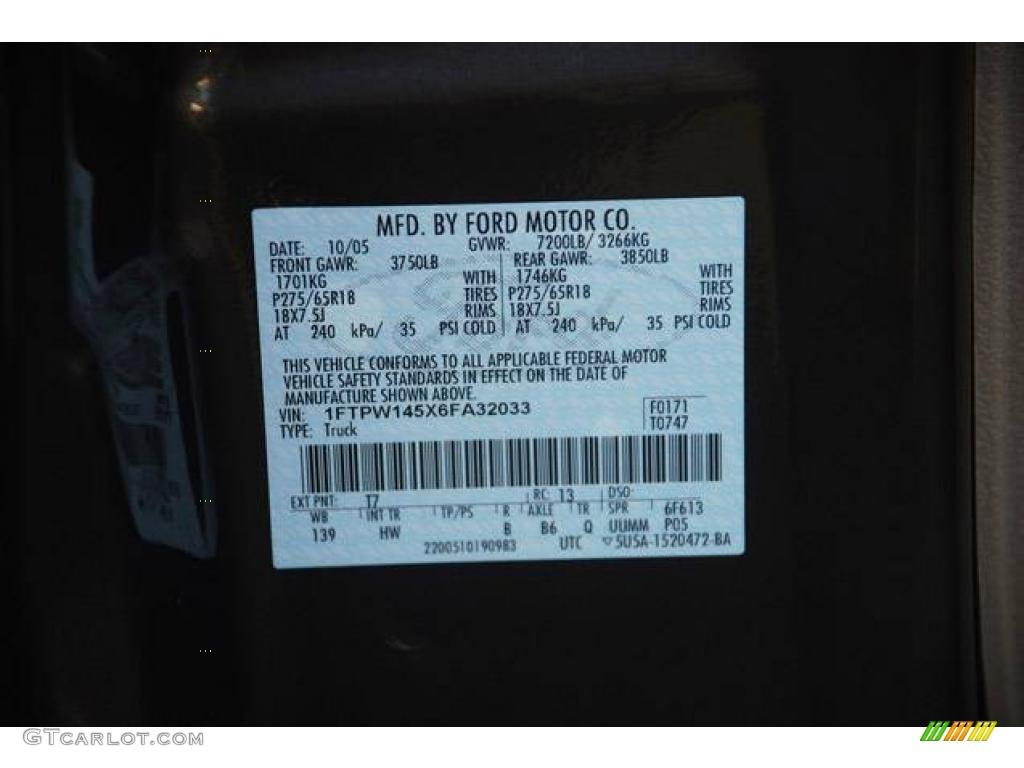 MFD. BY FORD MOTOR CO.
DATE: 10/05 GVWR: 7200LB/ 3266KG
FRONT GAWR: 3750LB REAR GAWR: 3850LB
1701KG WITH 1746KG WITH
P275/65R18 TIRES P275/65R18 TIRES
18X7.5J RIMS 18X7.5J RIMS
AT 240 kPa/ 35 PSI COLD AT 240 kPa/ 35 PSI COLD
THIS VEHICLE CONFORMS TO ALL APPLICABLE FEDERAL MOTOR
VEHICLE SAFETY STANDARDS IN EFFECT ON THE DATE OF
MANUFACTURE SHOWN ABOVE.
VIN: 1FTPW145X6FA32033 F0171
TYPE: Truck T0747
EXT PNT: T7 RC: 13 DSO:
WB INT TR TP/PS R AXLE TR SPR 6F613
139 HW B B6 Q UUMM P05
2200510190983 UTC ▽ 5U5A-1520472-BA
GTCARLOT.COM